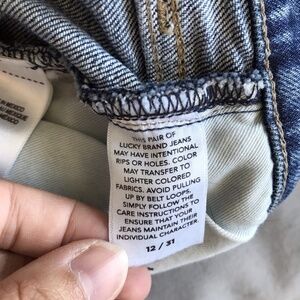 THIS PAIR OF
LUCKY BRAND JEANS
MAY HAVE INTENTIONAL
RIPS OR HOLES. COLOR
MAY TRANSFER TO
LIGHTER COLORED
FABRICS. AVOID PULLING
UP BY BELT LOOPS,
SIMPLY FOLLOW THE
CARE INSTRUCTIONS TO
ENSURE THAT YOUR
JEANS MAINTAIN THEIR
INDIVIDUAL CHARACTER.
12 / 31